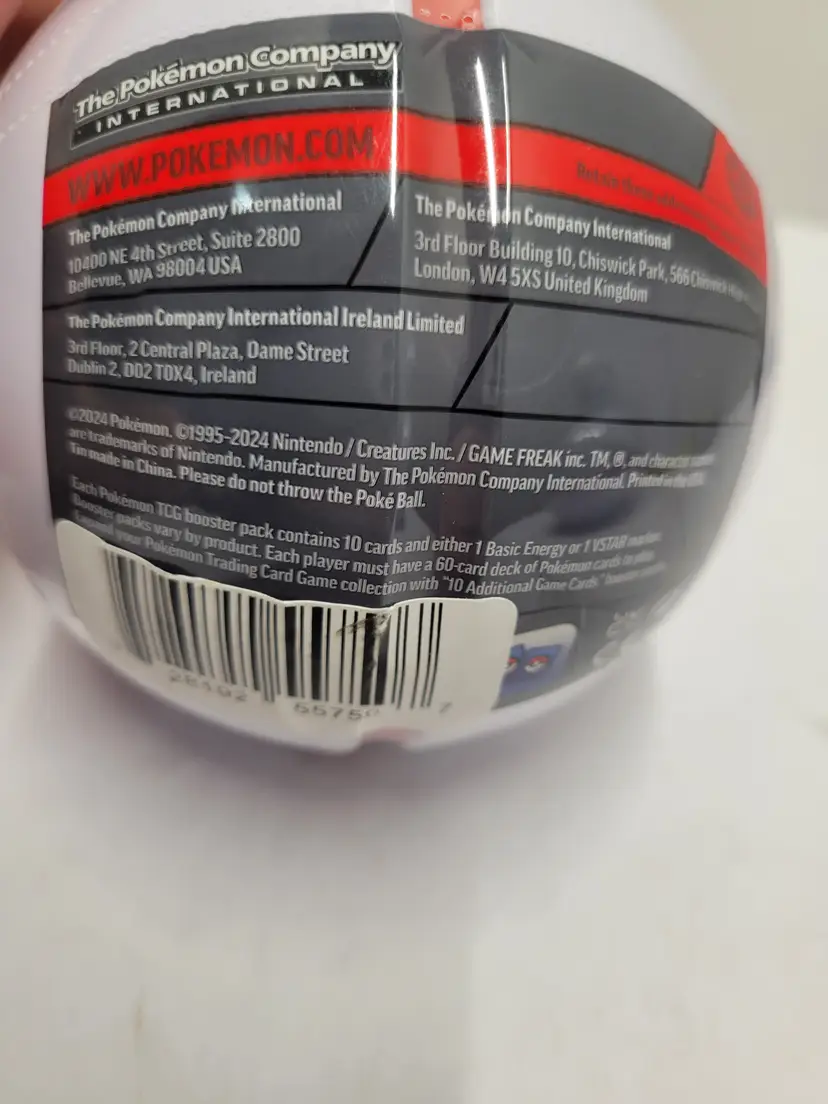 The Pokémon Company
INTERNATIONAL
WWW.POKEMON.COM
The Pokémon Company International
10400 NE 4th Street, Suite 2800
Bellevue, WA 98004 USA
The Pokémon Company International
3rd Floor Building 10, Chiswick Park, 566 Chiswick
London, W4 5XS United Kingdom
The Pokémon Company International Ireland Limited
3rd Floor, 2 Central Plaza, Dame Street
Dublin 2, D02 T0X4, Ireland
©2024 Pokémon. ©1995–2024 Nintendo / Creatures Inc. / GAME FREAK inc. TM, ®, and character
are trademarks of Nintendo. Manufactured by The Pokémon Company International. Printed in the
Tin made in China. Please do not throw the Poké Ball.
Each Pokémon TCG booster pack contains 10 cards and either 1 Basic Energy or 1 VSTAR marker.
Booster packs vary by product. Each player must have a 60-card deck of Pokémon cards to play.
Expand your Pokémon Trading Card Game collection with "10 Additional Game Cards"